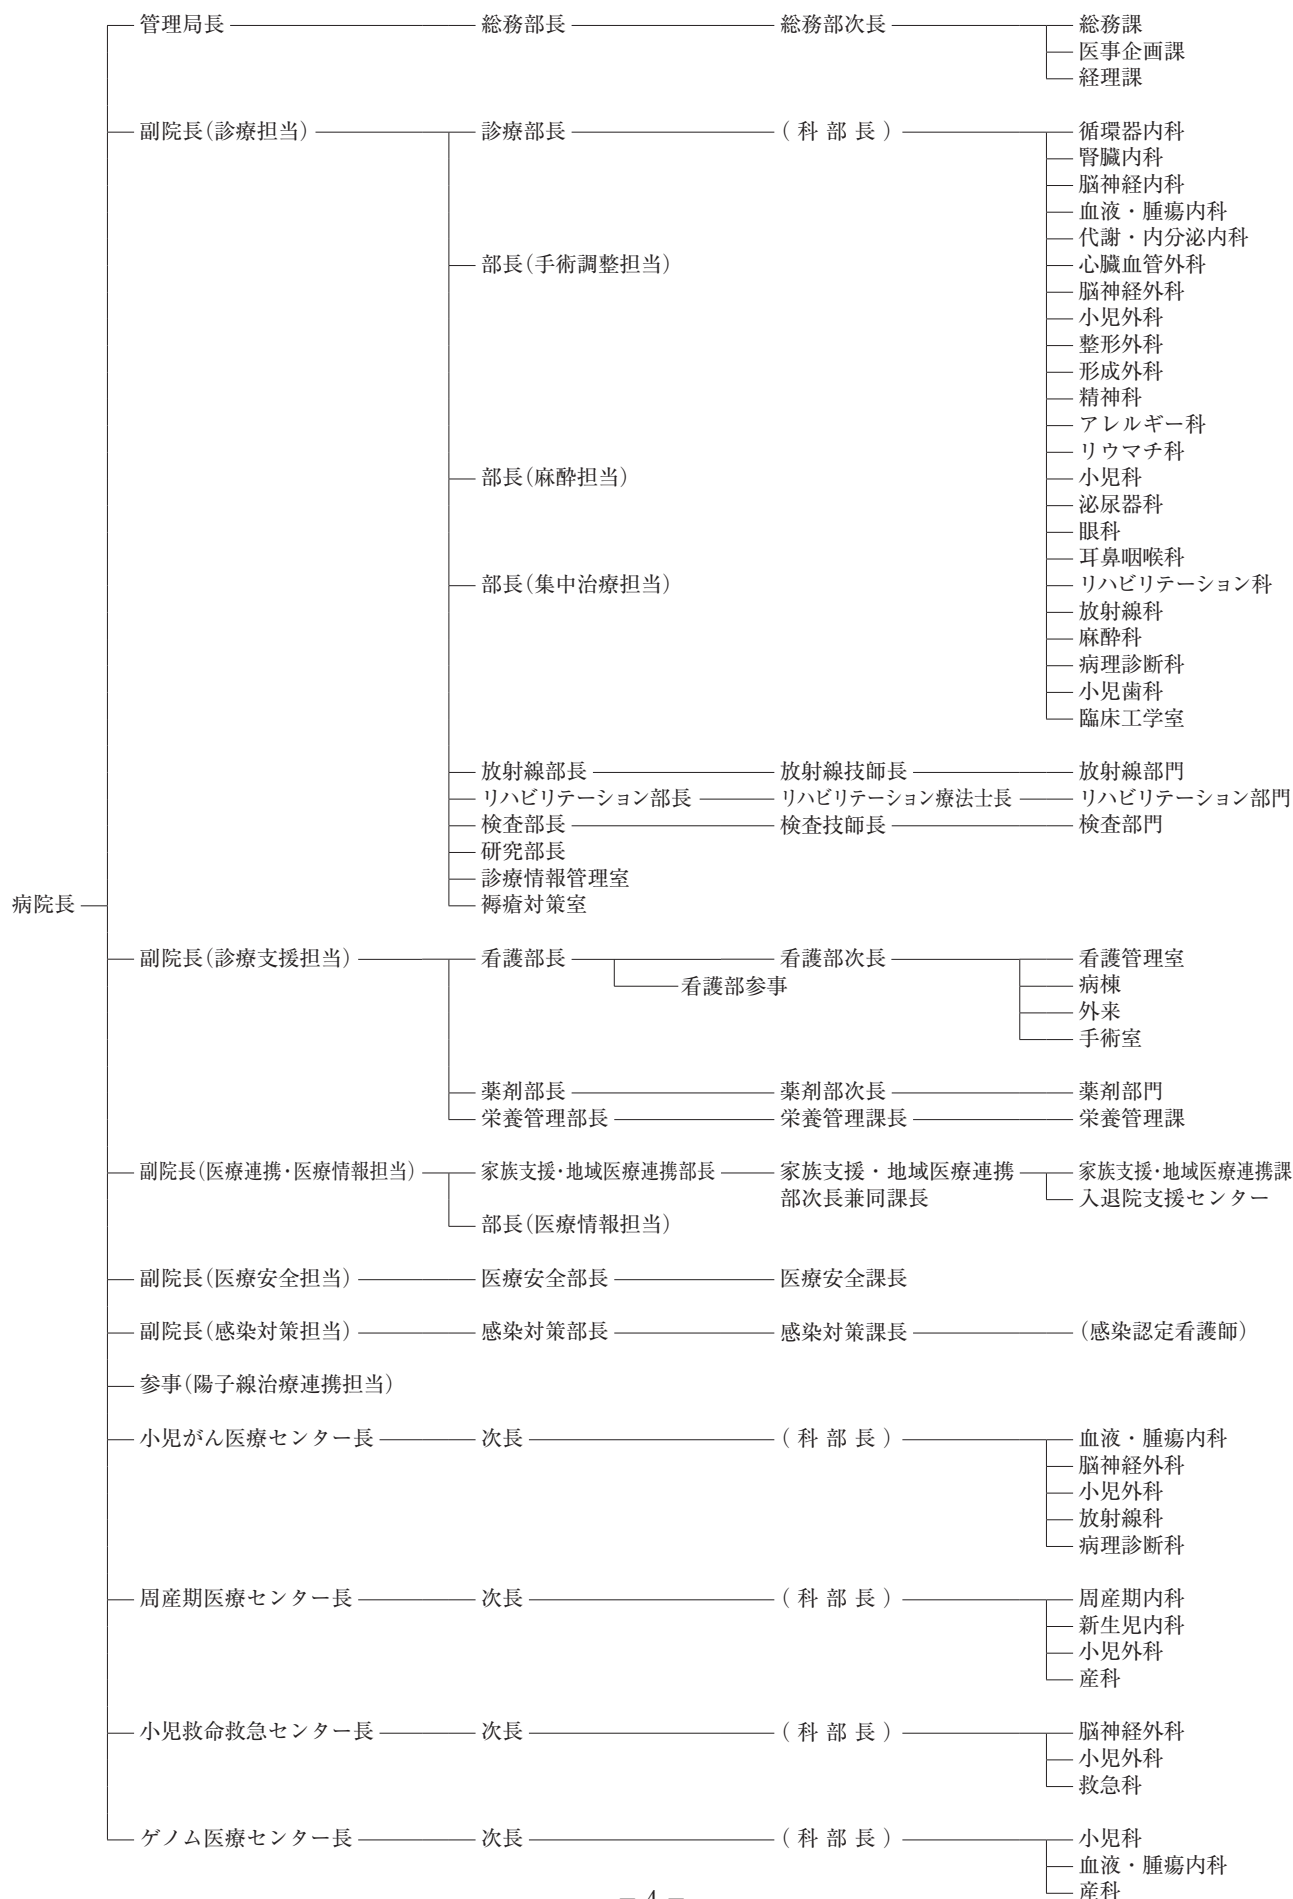 管理局長 総務部長 総務部次長 総務課
医事企画課
経理課
副院長(診療担当) 診療部長 (科部長) 循環器内科
腎臓内科
脳神経内科
血液・腫瘍内科
代謝・内分泌内科
部長(手術調整担当) 心臓血管外科
脳神経外科
小児外科
整形外科
形成外科
精神科
アレルギー科
リウマチ科
部長(麻酔担当) 小児科
泌尿器科
眼科
耳鼻咽喉科
部長(集中治療担当) リハビリテーション科
放射線科
麻酔科
病理診断科
小児歯科
臨床工学室
放射線部長 放射線技師長 放射線部門
リハビリテーション部長 リハビリテーション療法士長 リハビリテーション部門
検査部長 検査技師長 検査部門
研究部長
診療情報管理室
病院長 褥瘡対策室
副院長(診療支援担当) 看護部長 看護部次長 看護管理室
看護部参事 病棟
外来
手術室
薬剤部長 薬剤部次長 薬剤部門
栄養管理部長 栄養管理課長 栄養管理課
副院長(医療連携・医療情報担当) 家族支援・地域医療連携部長 家族支援・地域医療連携 家族支援・地域医療連携課
部次長兼同課長 入退院支援センター
部長(医療情報担当)
副院長(医療安全担当) 医療安全部長 医療安全課長
副院長(感染対策担当) 感染対策部長 感染対策課長 (感染認定看護師)
参事(陽子線治療連携担当)
小児がん医療センター長 次長 (科部長) 血液・腫瘍内科
脳神経外科
小児外科
放射線科
病理診断科
周産期医療センター長 次長 (科部長) 周産期内科
新生児内科
小児外科
産科
小児救命救急センター長 次長 (科部長) 脳神経外科
小児外科
救急科
ゲノム医療センター長 次長 (科部長) 小児科
血液・腫瘍内科
産科
− 4 −